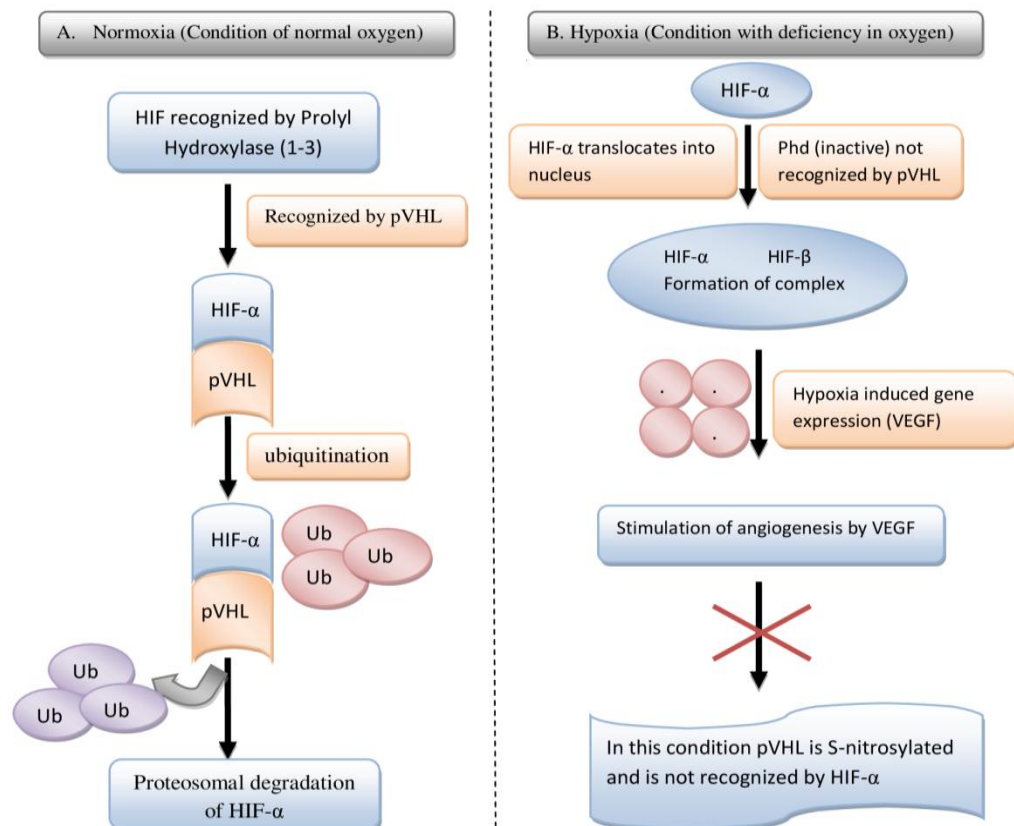 A. Normoxia (Condition of normal oxygen)
HIF recognized by Prolyl
Hydroxylase (1-3)
Recognized by pVHL
HIF-α
pVHL
ubiquitination
HIF-α
Ub
Ub
Ub
pVHL
Ub
Ub
Ub
Proteosomal degradation
of HIF-α
B. Hypoxia (Condition with deficiency in oxygen)
HIF-α
HIF-α translocates into
nucleus
Phd (inactive) not
recognized by pVHL
HIF-α HIF-β
Formation of complex
Hypoxia induced gene
expression (VEGF)
Stimulation of angiogenesis by VEGF
In this condition pVHL is S-nitrosylated
and is not recognized by HIF-α